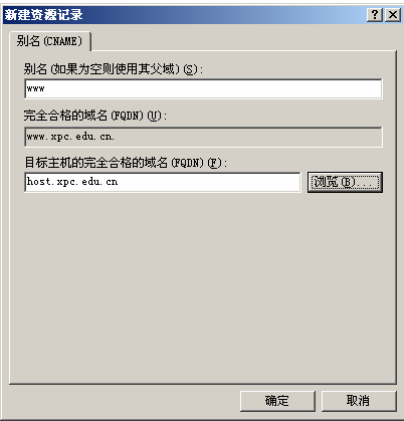 新建资源记录
别名(CNAME)
别名(如果为空则使用其父域)(S):
www
完全合格的域名(FQDN)(U):
www.xpc.edu.cn.
目标主机的完全合格的域名(FQDN)(F):
host.xpc.edu.cn
浏览(B)...
确定
取消